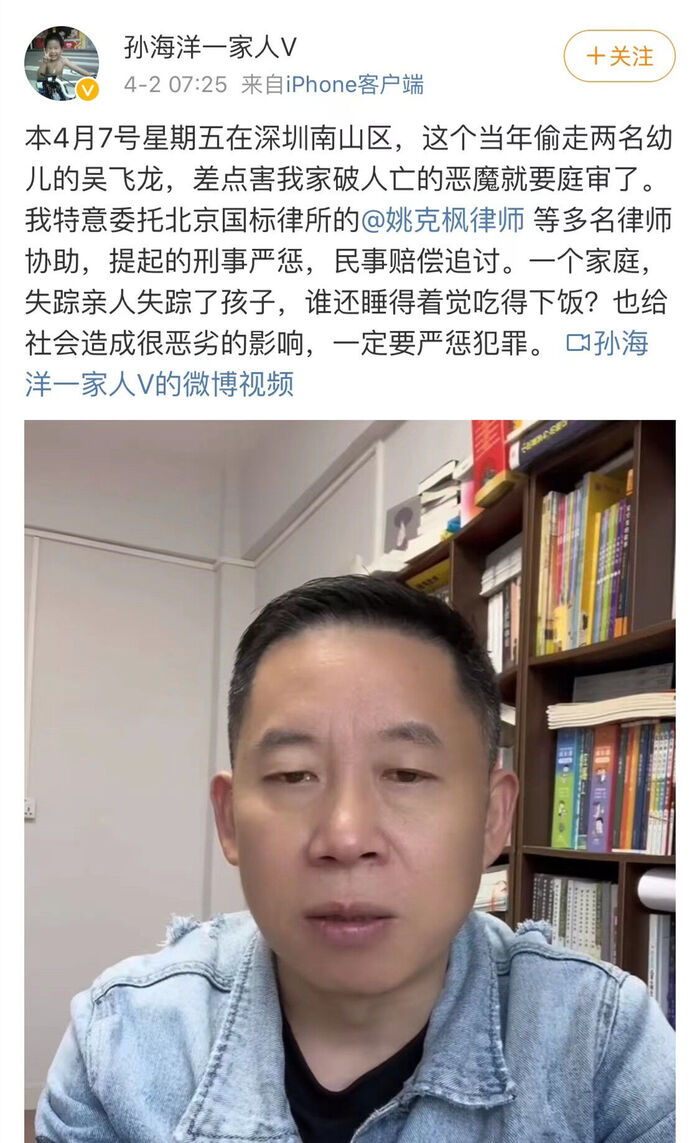 孙海洋一家人V
4-2 07:25 来自iPhone客户端
+关注
本4月7号星期五在深圳南山区，这个当年偷走两名幼
儿的吴飞龙，差点害我家破人亡的恶魔就要庭审了。
我特意委托北京国标律所的@姚克枫律师 等多名律师
协助，提起的刑事严惩，民事赔偿追讨。一个家庭，
失踪亲人失踪了孩子，谁还睡得着觉吃得下饭？也给
社会造成很恶劣的影响，一定要严惩犯罪。 孙海
洋一家人V的微博视频